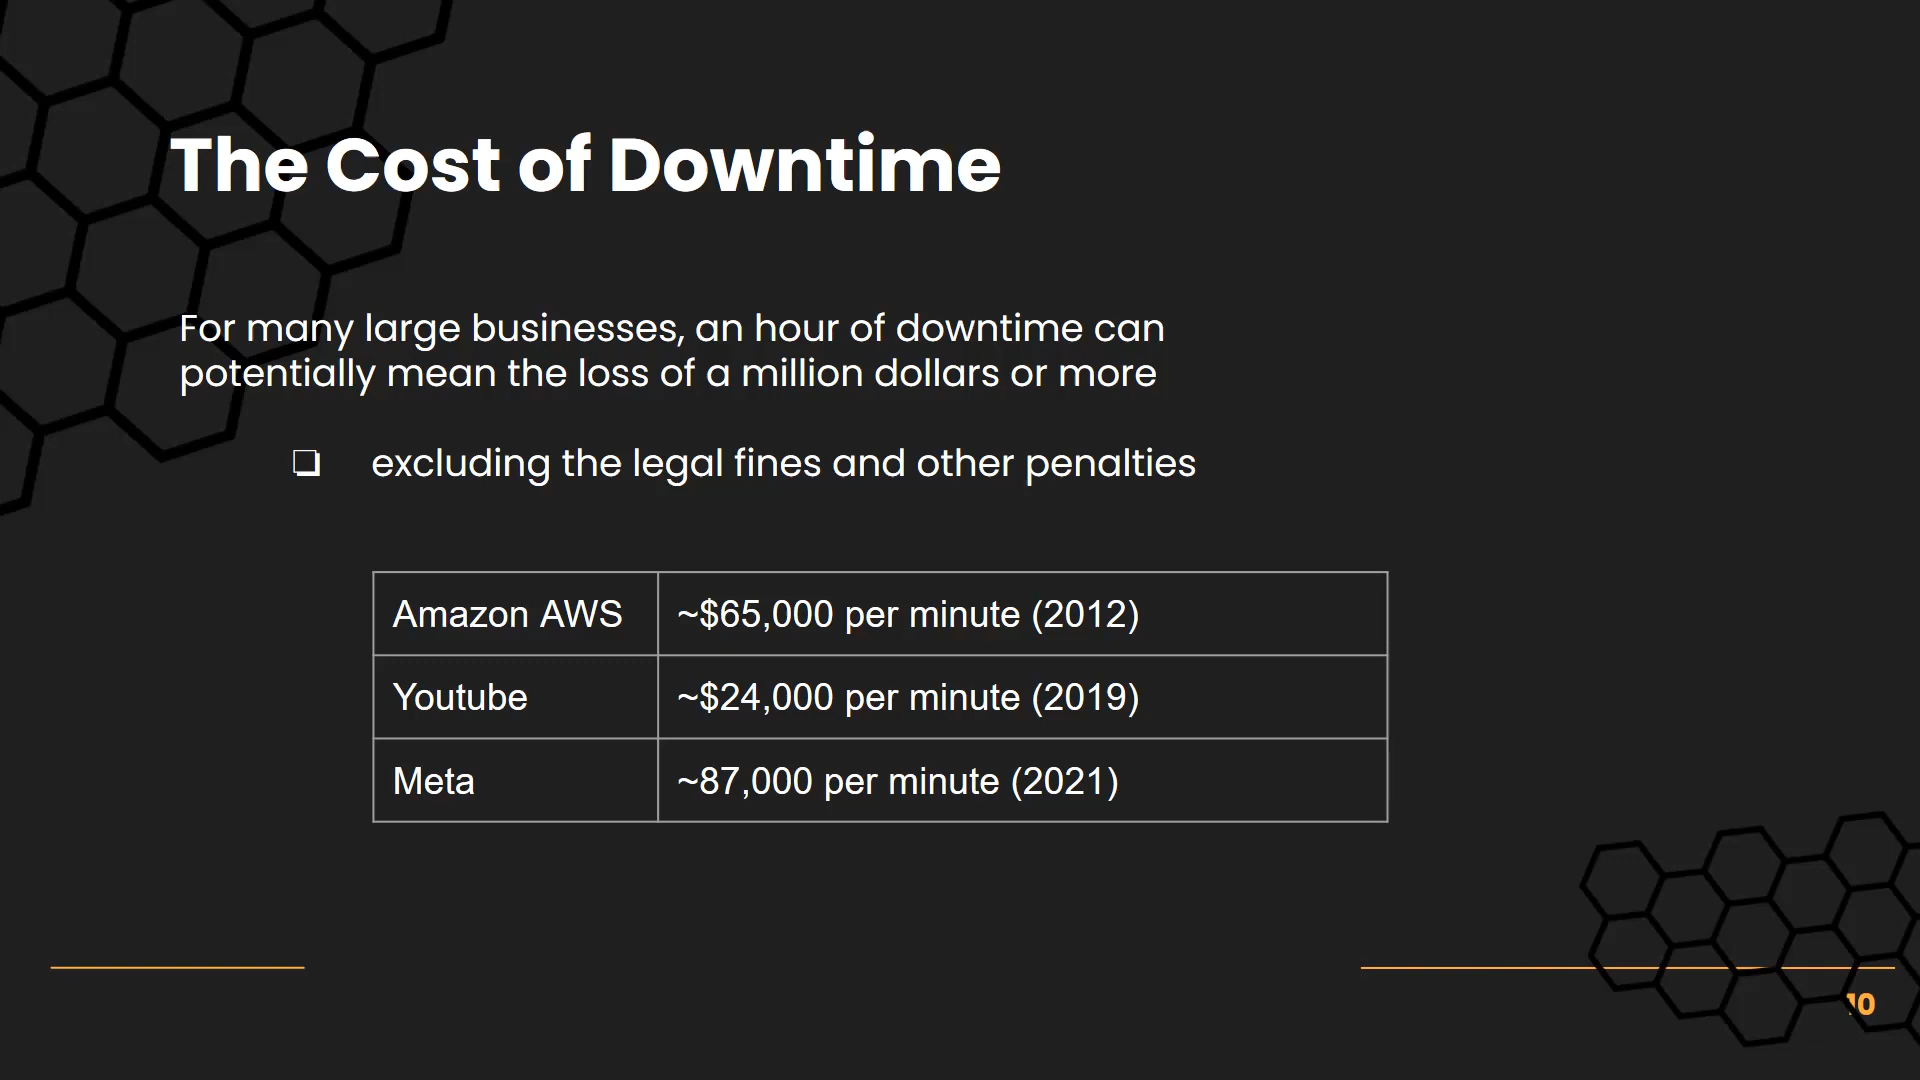 The Cost of Downtime
For many large businesses, an hour of downtime can
potentially mean the loss of a million dollars or more
❏ excluding the legal fines and other penalties
Amazon AWS ~$65,000 per minute (2012)
Youtube ~$24,000 per minute (2019)
Meta ~87,000 per minute (2021)
10